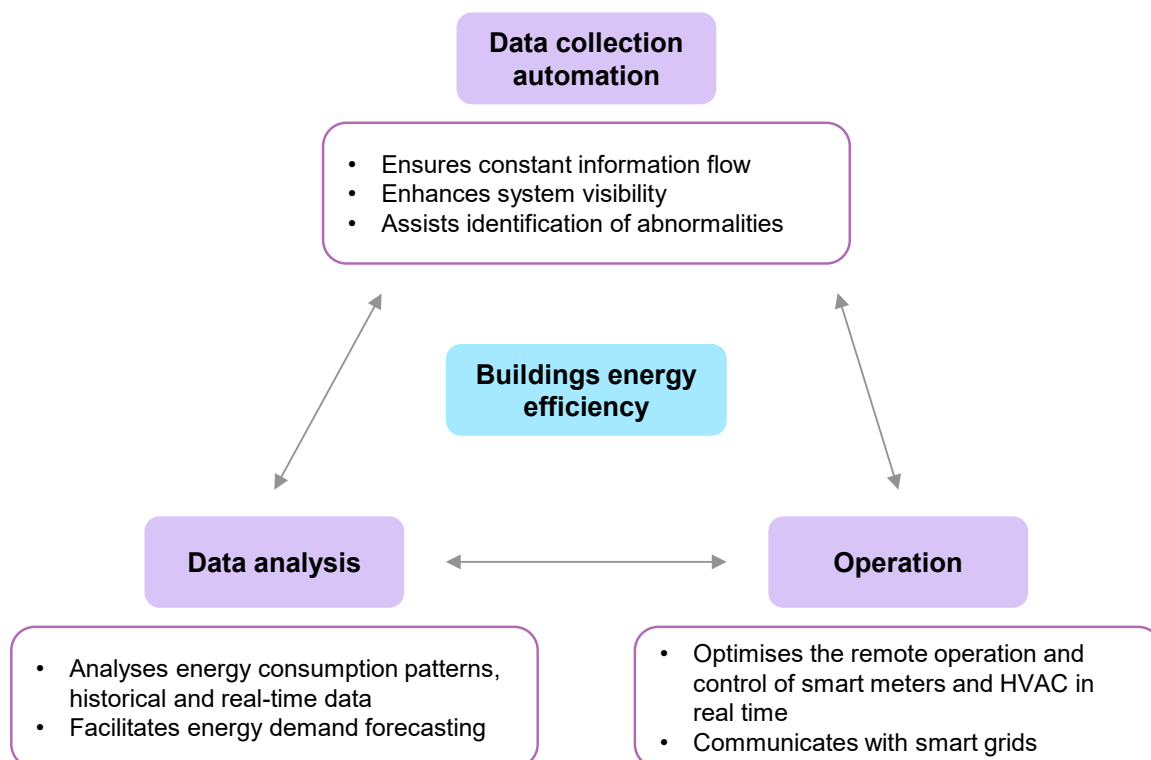 Data collection
automation
• Ensures constant information flow
• Enhances system visibility
• Assists identification of abnormalities
Buildings energy
efficiency
Data analysis
• Analyses energy consumption patterns,
historical and real-time data
• Facilitates energy demand forecasting
Operation
• Optimises the remote operation and
control of smart meters and HVAC in
real time
• Communicates with smart grids